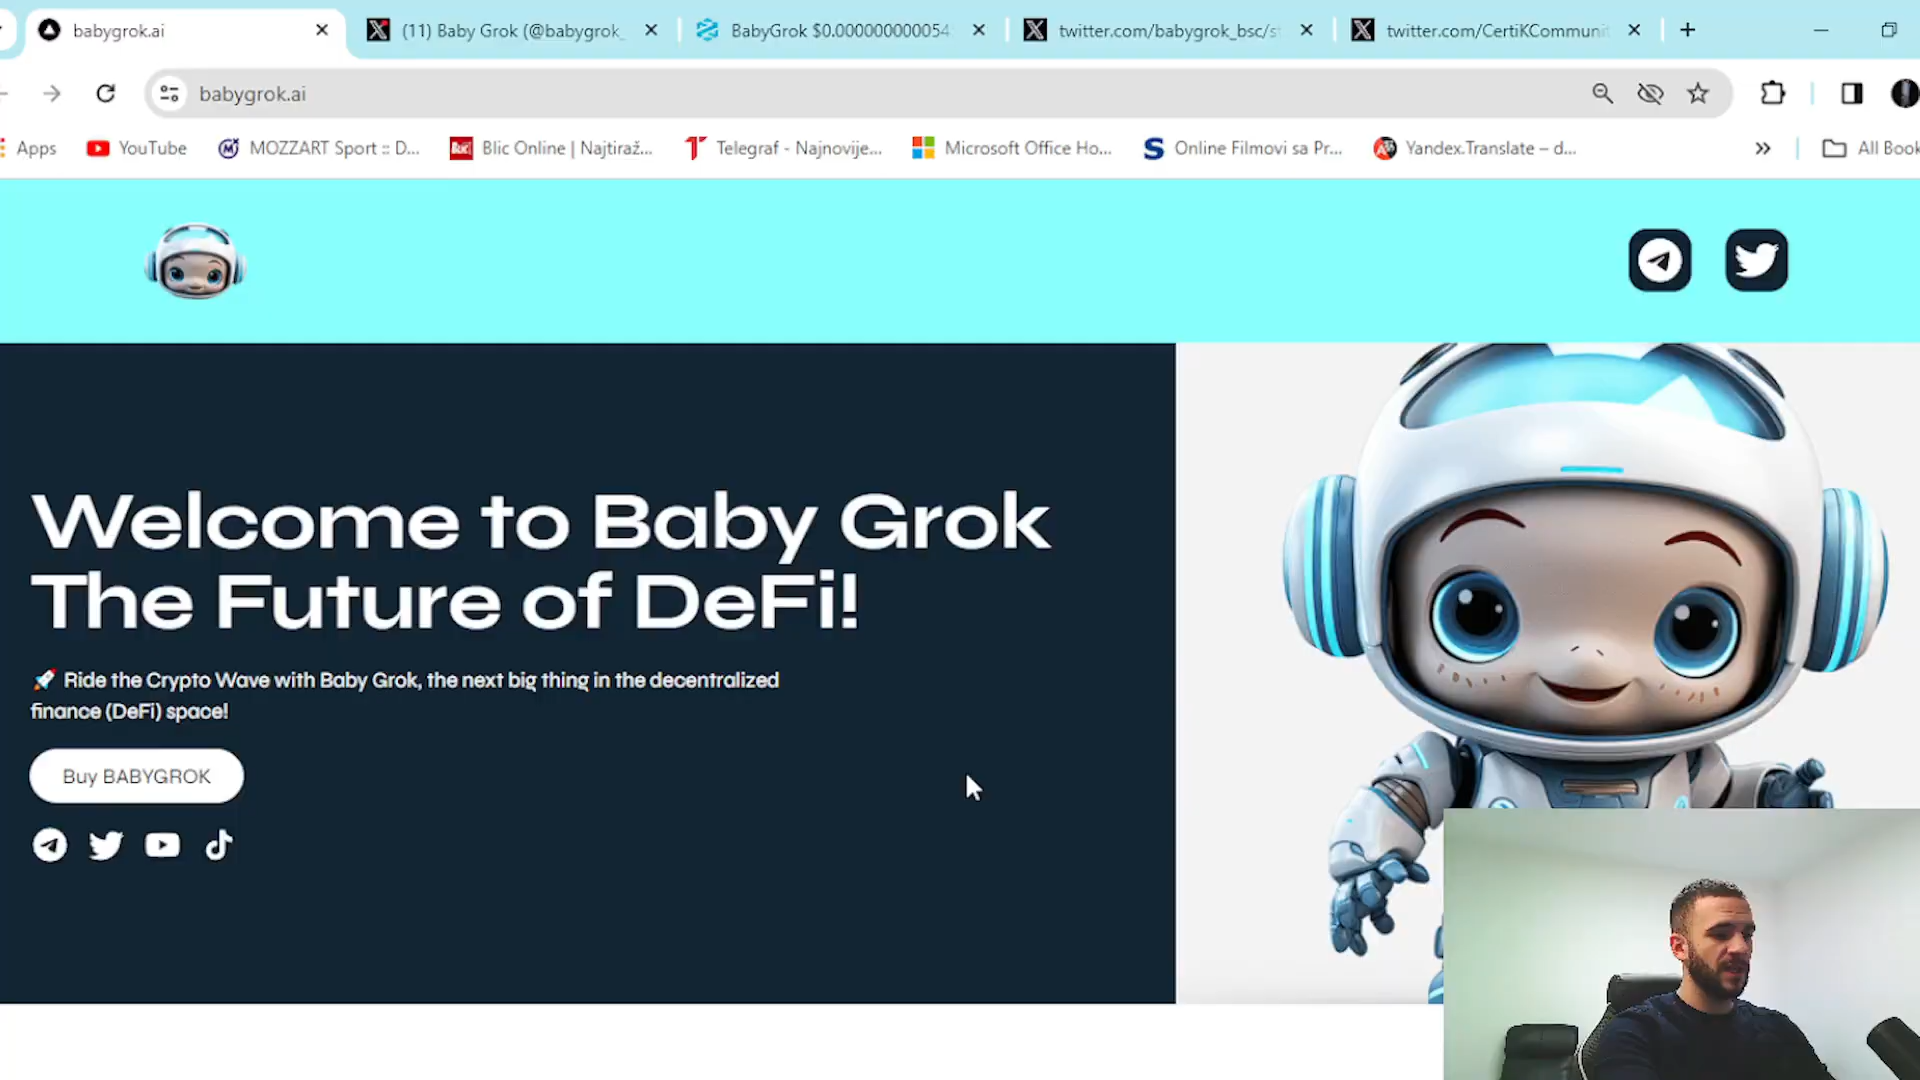 babygrok.ai
(11) Baby Grok (@babygrok_
BabyGrok $0.000000000054
twitter.com/babygrok_bsc/st
twitter.com/CertiKCommunit
babygrok.ai
Apps
YouTube
MOZZART Sport :: D...
Blic Online | Najtiraž...
Telegraf - Najnovije...
Microsoft Office Ho...
Online Filmovi sa Pr...
Yandex.Translate – d...
All Book
Welcome to Baby Grok
The Future of DeFi!
🚀 Ride the Crypto Wave with Baby Grok, the next big thing in the decentralized
finance (DeFi) space!
Buy BABYGROK